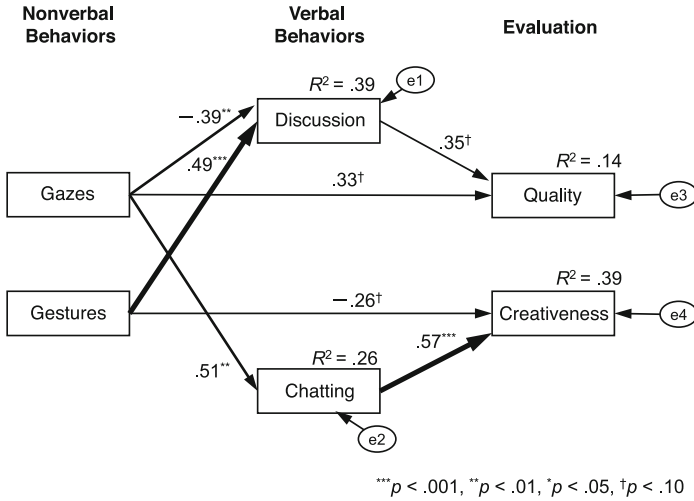 Nonverbal Behaviors
Verbal Behaviors
Evaluation
R² = .39
e1
−.39**
Discussion
.49***
.35†
R² = .14
Gazes
.33†
Quality
e3
R² = .39
Gestures
−.26†
Creativeness
e4
.57***
R² = .26
.51**
Chatting
e2
***p < .001, **p < .01, *p < .05, †p < .10